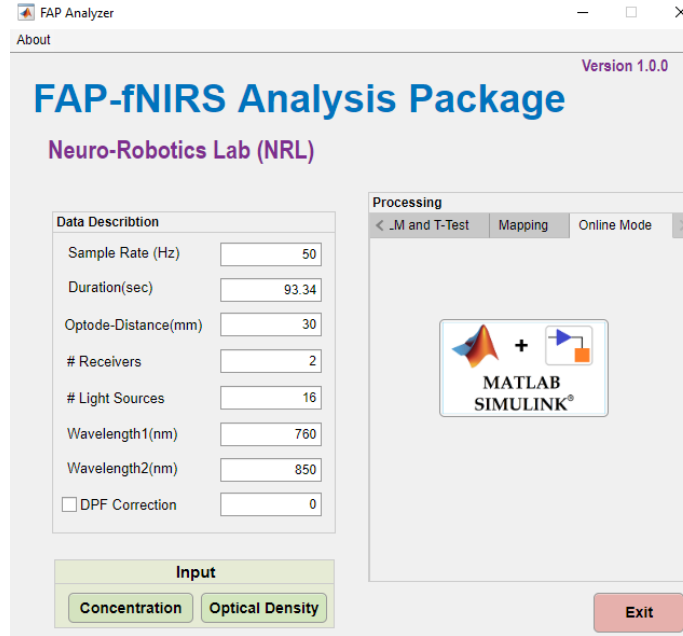 FAP Analyzer
About
Version 1.0.0
FAP-fNIRS Analysis Package
Neuro-Robotics Lab (NRL)
Data Describtion
Sample Rate (Hz) 50
Duration(sec) 93.34
Optode-Distance(mm) 30
# Receivers 2
# Light Sources 16
Wavelength1(nm) 760
Wavelength2(nm) 850
DPF Correction 0
Input
Concentration Optical Density
Processing
LM and T-Test Mapping Online Mode
+
MATLAB
SIMULINK®
Exit